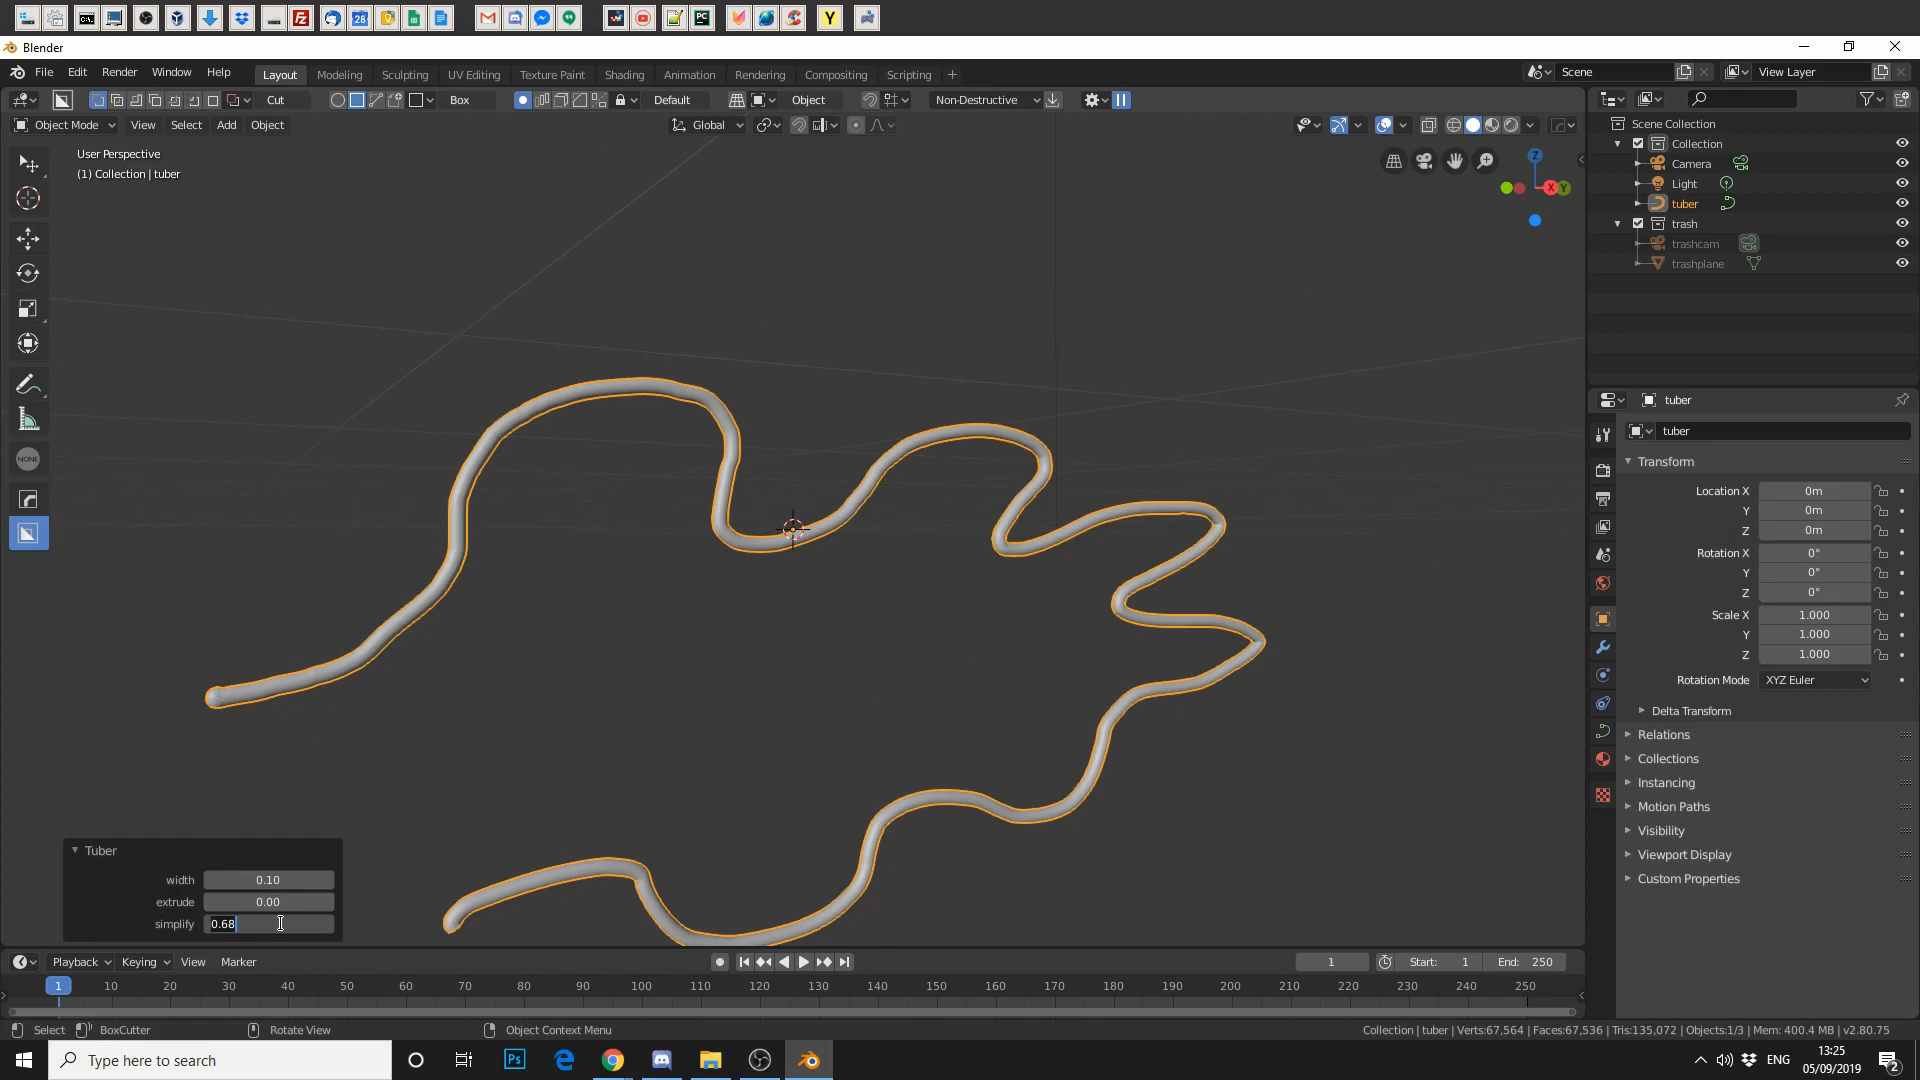 Blender
File Edit Render Window Help
Layout Modeling Sculpting UV Editing Texture Paint Shading Animation Rendering Compositing Scripting +
Scene
View Layer
Cut
Box
Default
Object
Non-Destructive
Object Mode View Select Add Object
Global
User Perspective
(1) Collection | tuber
Z
X
Y
NONE
Scene Collection
Collection
Camera
Light
tuber
trash
trashcam
trashplane
tuber
tuber
Transform
Location X 0m
Y 0m
Z 0m
Rotation X 0°
Y 0°
Z 0°
Scale X 1.000
Y 1.000
Z 1.000
Rotation Mode XYZ Euler
Delta Transform
Relations
Collections
Instancing
Motion Paths
Visibility
Viewport Display
Custom Properties
Tuber
width 0.10
extrude 0.00
simplify 0.68
Playback Keying View Marker
1
Start: 1
End: 250
1 10 20 30 40 50 60 70 80 90 100 110 120 130 140 150 160 170 180 190 200 210 220 230 240 250
Select
BoxCutter
Rotate View
Object Context Menu
Collection | tuber | Verts:67,564 | Faces:67,536 | Tris:135,072 | Objects:1/3 | Mem: 400.4 MB | v2.80.75
Type here to search
Ps
ENG
13:25
05/09/2019
2
28
Y
PC